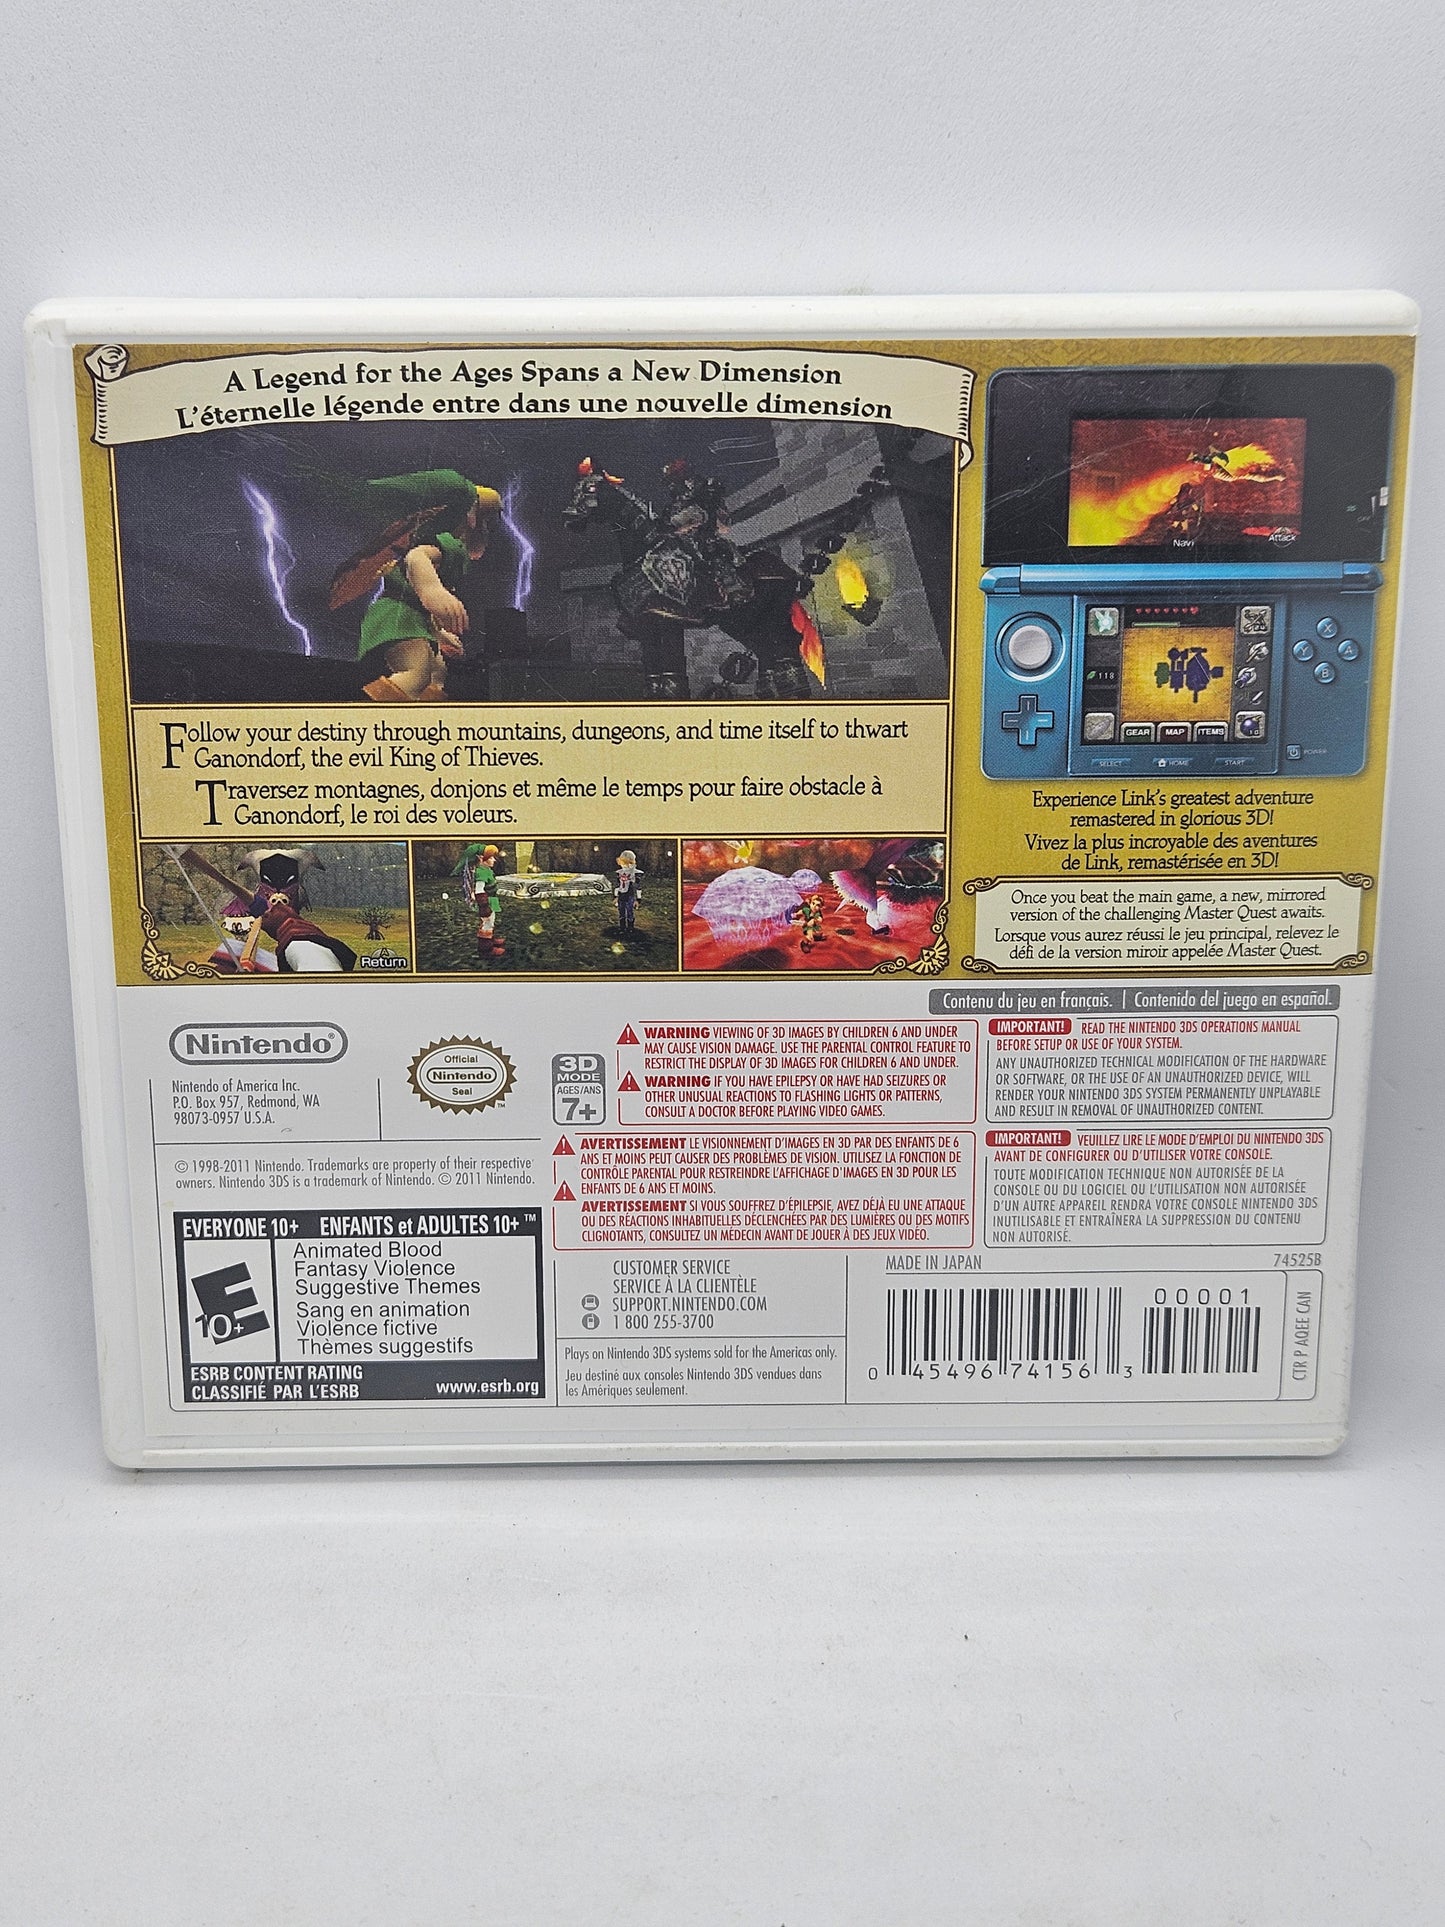 A Legend for the Ages Spans a New Dimension
L'éternelle légende entre dans une nouvelle dimension
Navi
Attack
118
GEAR
MAP
ITEMS
X
Y
A
B
SELECT
HOME
START
POWER
Follow your destiny through mountains, dungeons, and time itself to thwart
Ganondorf, the evil King of Thieves.
Traversez montagnes, donjons et même le temps pour faire obstacle à
Ganondorf, le roi des voleurs.
A
Return
Experience Link's greatest adventure
remastered in glorious 3D!
Vivez la plus incroyable des aventures
de Link, remastérisée en 3D!
Once you beat the main game, a new, mirrored
version of the challenging Master Quest awaits.
Lorsque vous aurez réussi le jeu principal, relevez le
défi de la version miroir appelée Master Quest.
Contenu du jeu en français. | Contenido del juego en español.
Nintendo®
Nintendo of America Inc.
P.O. Box 957, Redmond, WA
98073-0957 U.S.A.
Official
Nintendo
Seal
™
3D
MODE
AGES/ANS
7+
WARNING VIEWING OF 3D IMAGES BY CHILDREN 6 AND UNDER
MAY CAUSE VISION DAMAGE. USE THE PARENTAL CONTROL FEATURE TO
RESTRICT THE DISPLAY OF 3D IMAGES FOR CHILDREN 6 AND UNDER.
WARNING IF YOU HAVE EPILEPSY OR HAVE HAD SEIZURES OR
OTHER UNUSUAL REACTIONS TO FLASHING LIGHTS OR PATTERNS,
CONSULT A DOCTOR BEFORE PLAYING VIDEO GAMES.
AVERTISSEMENT LE VISIONNEMENT D'IMAGES EN 3D PAR DES ENFANTS DE 6
ANS ET MOINS PEUT CAUSER DES PROBLÈMES DE VISION. UTILISEZ LA FONCTION DE
CONTRÔLE PARENTAL POUR RESTREINDRE L'AFFICHAGE D'IMAGES EN 3D POUR LES
ENFANTS DE 6 ANS ET MOINS.
AVERTISSEMENT SI VOUS SOUFFREZ D'ÉPILEPSIE, AVEZ DÉJÀ EU UNE ATTAQUE
OU DES RÉACTIONS INHABITUELLES DÉCLENCHÉES PAR DES LUMIÈRES OU DES MOTIFS
CLIGNOTANTS, CONSULTEZ UN MÉDECIN AVANT DE JOUER À DES JEUX VIDÉO.
IMPORTANT! READ THE NINTENDO 3DS OPERATIONS MANUAL
BEFORE SETUP OR USE OF YOUR SYSTEM.
ANY UNAUTHORIZED TECHNICAL MODIFICATION OF THE HARDWARE
OR SOFTWARE, OR THE USE OF AN UNAUTHORIZED DEVICE, WILL
RENDER YOUR NINTENDO 3DS SYSTEM PERMANENTLY UNPLAYABLE
AND RESULT IN REMOVAL OF UNAUTHORIZED CONTENT.
IMPORTANT! VEUILLEZ LIRE LE MODE D'EMPLOI DU NINTENDO 3DS
AVANT DE CONFIGURER OU D'UTILISER VOTRE CONSOLE.
TOUTE MODIFICATION TECHNIQUE NON AUTORISÉE DE LA
CONSOLE OU DU LOGICIEL OU L'UTILISATION NON AUTORISÉE
D'UN AUTRE APPAREIL RENDRA VOTRE CONSOLE NINTENDO 3DS
INUTILISABLE ET ENTRAÎNERA LA SUPPRESSION DU CONTENU
NON AUTORISÉ.
© 1998-2011 Nintendo. Trademarks are property of their respective
owners. Nintendo 3DS is a trademark of Nintendo. © 2011 Nintendo.
EVERYONE 10+ ENFANTS et ADULTES 10+ ™
E
10+
Animated Blood
Fantasy Violence
Suggestive Themes
Sang en animation
Violence fictive
Thèmes suggestifs
ESRB CONTENT RATING
CLASSIFIÉ PAR L'ESRB
www.esrb.org
CUSTOMER SERVICE
SERVICE À LA CLIENTÈLE
SUPPORT.NINTENDO.COM
1 800 255-3700
Plays on Nintendo 3DS systems sold for the Americas only.
Jeu destiné aux consoles Nintendo 3DS vendues dans
les Amériques seulement.
MADE IN JAPAN
74525B
00001
0 45496 74156 3
CTR P AQEE CAN